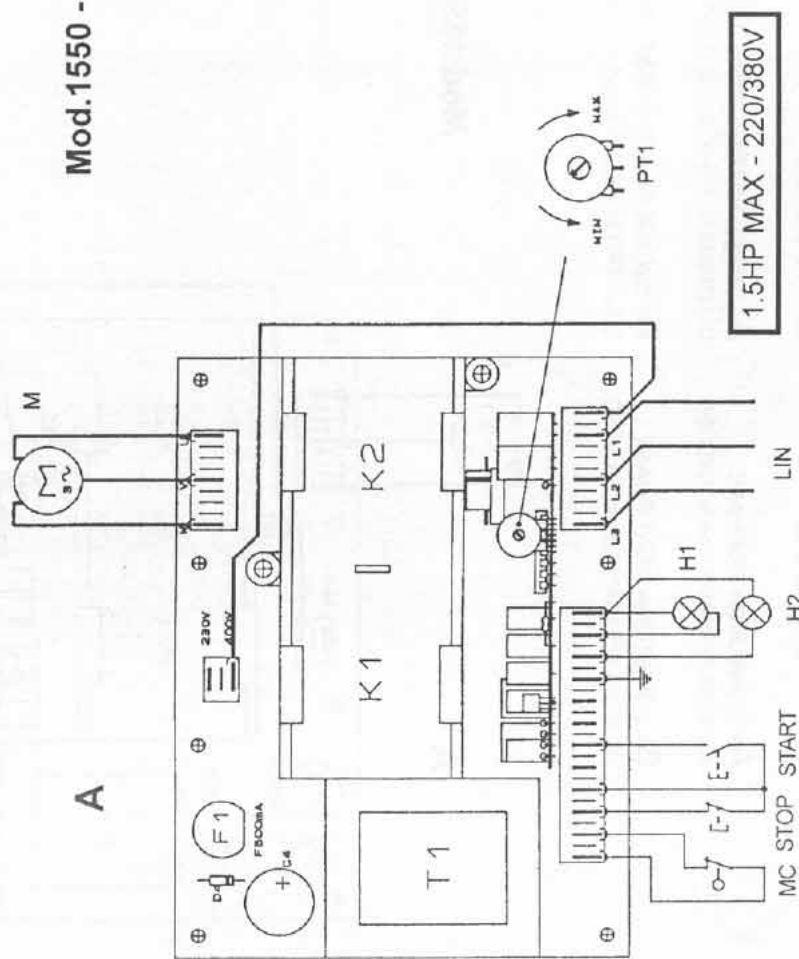 Mod.1550 -
A
M
3~
U
V
W
230V
400V
F1
F500mA
D4
+
C4
K1
K2
T1
MIN
MAX
PT1
L1
L2
L3
LIN
H1
H2
MC STOP START
1.5HP MAX - 220/380V